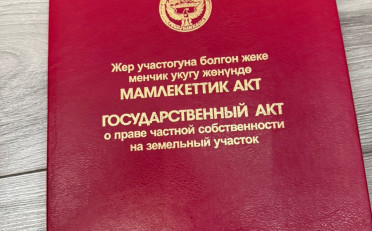 Жер участогуна болгон жеке
менчик укугу жөнүндө
МАМЛЕКЕТТИК АКТ
ГОСУДАРСТВЕННЫЙ АКТ
о праве частной собственности
на земельный участок